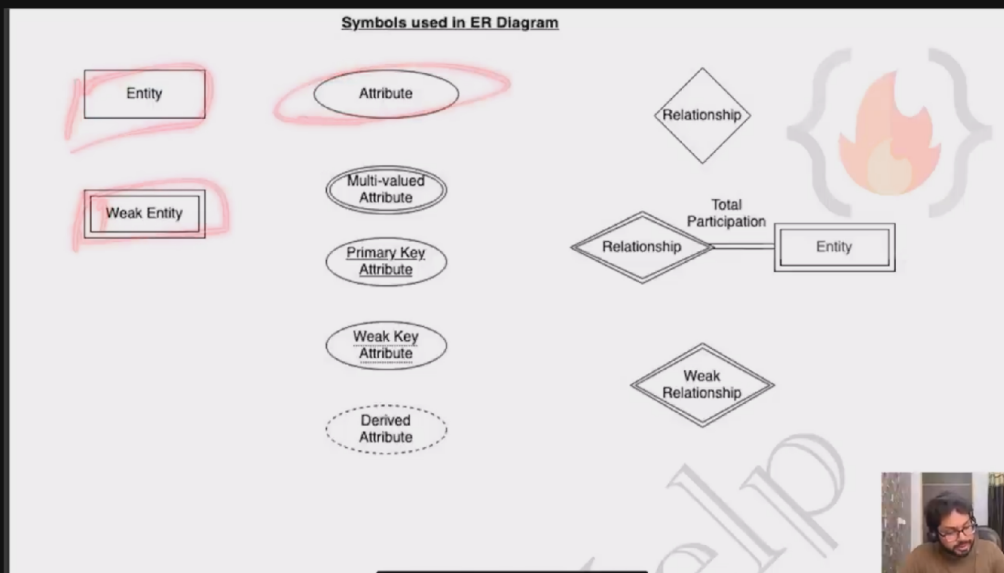 Symbols used in ER Diagram
Entity
Attribute
Relationship
Weak Entity
Multi-valued
Attribute
Total
Participation
Relationship
Entity
Primary Key
Attribute
Weak Key
Attribute
Weak
Relationship
Derived
Attribute
elp